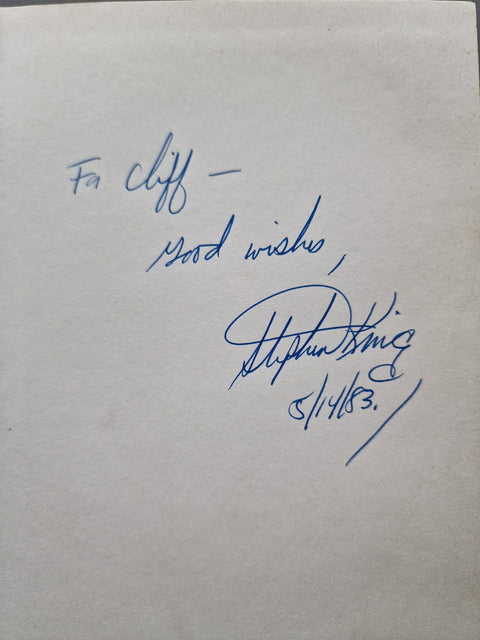 For Cliff —
Good wishes,
Stephen King
5/14/83.